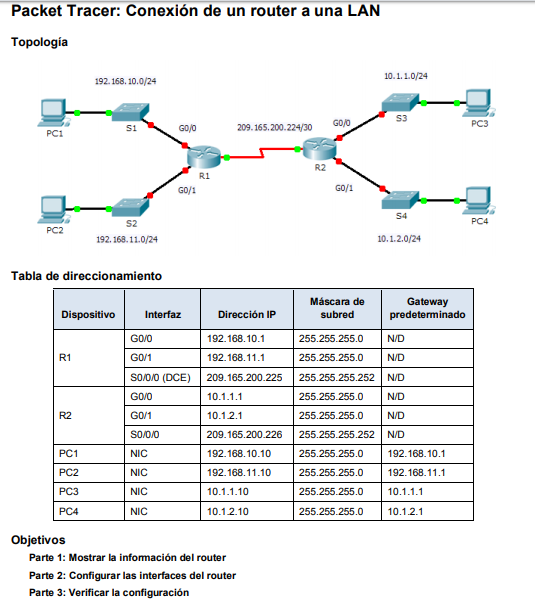 Packet Tracer: Conexión de un router a una LAN
Topología
192.168.10.0/24
10.1.1.0/24
PC1
S1
G0/0
209.165.200.224/30
G0/0
S3
PC3
R1
R2
G0/1
G0/1
PC2
S2
S4
PC4
192.168.11.0/24
10.1.2.0/24
Tabla de direccionamiento
Dispositivo Interfaz Dirección IP Máscara de subred Gateway predeterminado
R1 G0/0 192.168.10.1 255.255.255.0 N/D
G0/1 192.168.11.1 255.255.255.0 N/D
S0/0/0 (DCE) 209.165.200.225 255.255.255.252 N/D
R2 G0/0 10.1.1.1 255.255.255.0 N/D
G0/1 10.1.2.1 255.255.255.0 N/D
S0/0/0 209.165.200.226 255.255.255.252 N/D
PC1 NIC 192.168.10.10 255.255.255.0 192.168.10.1
PC2 NIC 192.168.11.10 255.255.255.0 192.168.11.1
PC3 NIC 10.1.1.10 255.255.255.0 10.1.1.1
PC4 NIC 10.1.2.10 255.255.255.0 10.1.2.1
Objetivos
Parte 1: Mostrar la información del router
Parte 2: Configurar las interfaces del router
Parte 3: Verificar la configuración